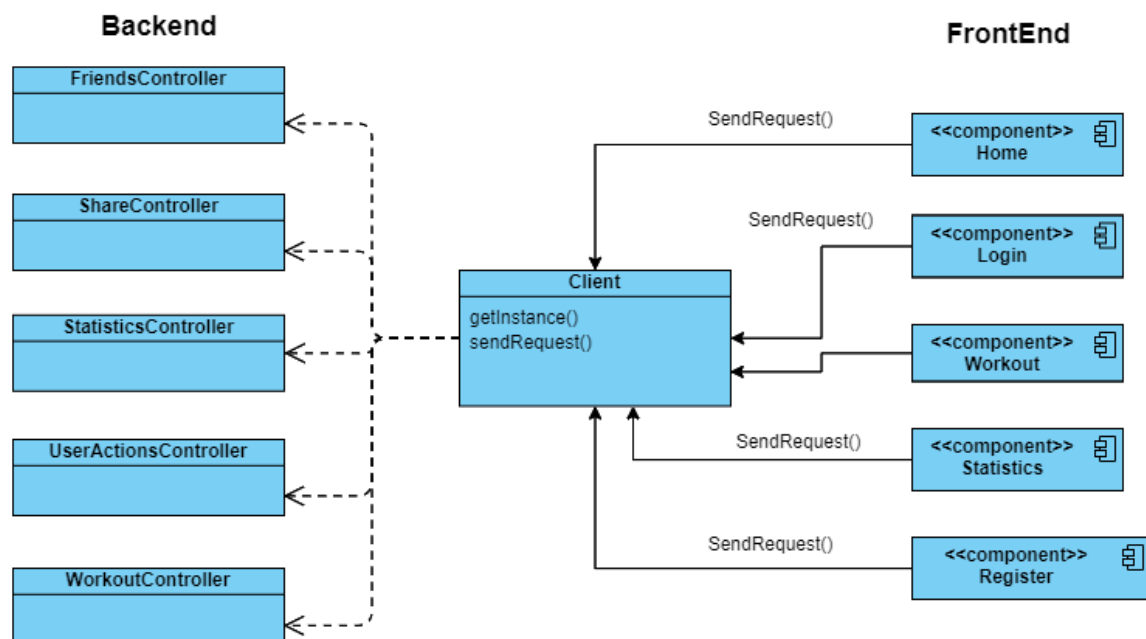 Backend
FrontEnd
FriendsController
ShareController
StatisticsController
UserActionsController
WorkoutController
Client
getInstance()
sendRequest()
SendRequest()
<<component>>
Home
SendRequest()
<<component>>
Login
<<component>>
Workout
SendRequest()
<<component>>
Statistics
SendRequest()
<<component>>
Register